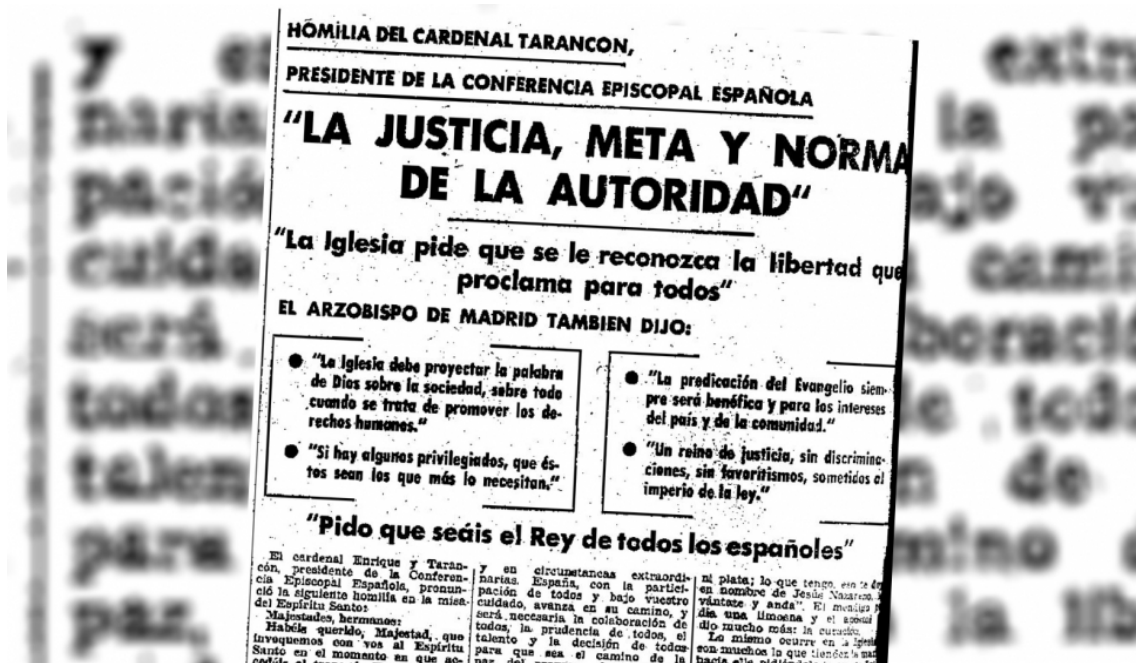 HOMILIA DEL CARDENAL TARANCON,
PRESIDENTE DE LA CONFERENCIA EPISCOPAL ESPAÑOLA
"LA JUSTICIA, META Y NORMA
DE LA AUTORIDAD"
"La Iglesia pide que se le reconozca la libertad que
proclama para todos"
EL ARZOBISPO DE MADRID TAMBIEN DIJO:
● "La Iglesia debe proyectar la palabra
de Dios sobre la sociedad, sobre todo
cuando se trata de promover los de-
rechos humanos."
● "Si hay algunos privilegiados, que és-
tos sean los que más lo necesitan."
● "La predicación del Evangelio siem-
pre será benéfica y para los intereses
del país y de la comunidad."
● "Un reino de justicia, sin discrimina-
ciones, sin favoritismos, sometidos al
imperio de la ley."
"Pido que seáis el Rey de todos los españoles"
El cardenal Enrique y Taran-
cón, presidente de la Conferen-
cia Episcopal Española, pronun-
ció la siguiente homilía en la misa
del Espíritu Santo:
Majestades, hermanos:
Habéis querido, Majestad, que
invoquemos con vos al Espíritu
Santo en el momento en que ac-
y en circunstancias extraordi-
narias. España, con la partici-
pación de todos y bajo vuestro
cuidado, avanza en su camino, y
será necesaria la colaboración de
todos, la prudencia de todos, el
talento y la decisión de todos
para que sea el camino de la
ni plata; lo que tengo, eso te doy
en nombre de Jesús Nazareno,
vántate y anda". El mendigo
día una limosna y el apóstol
dio mucho más: la curación.
Lo mismo ocurre en la Iglesia
son muchos lo que tienden la